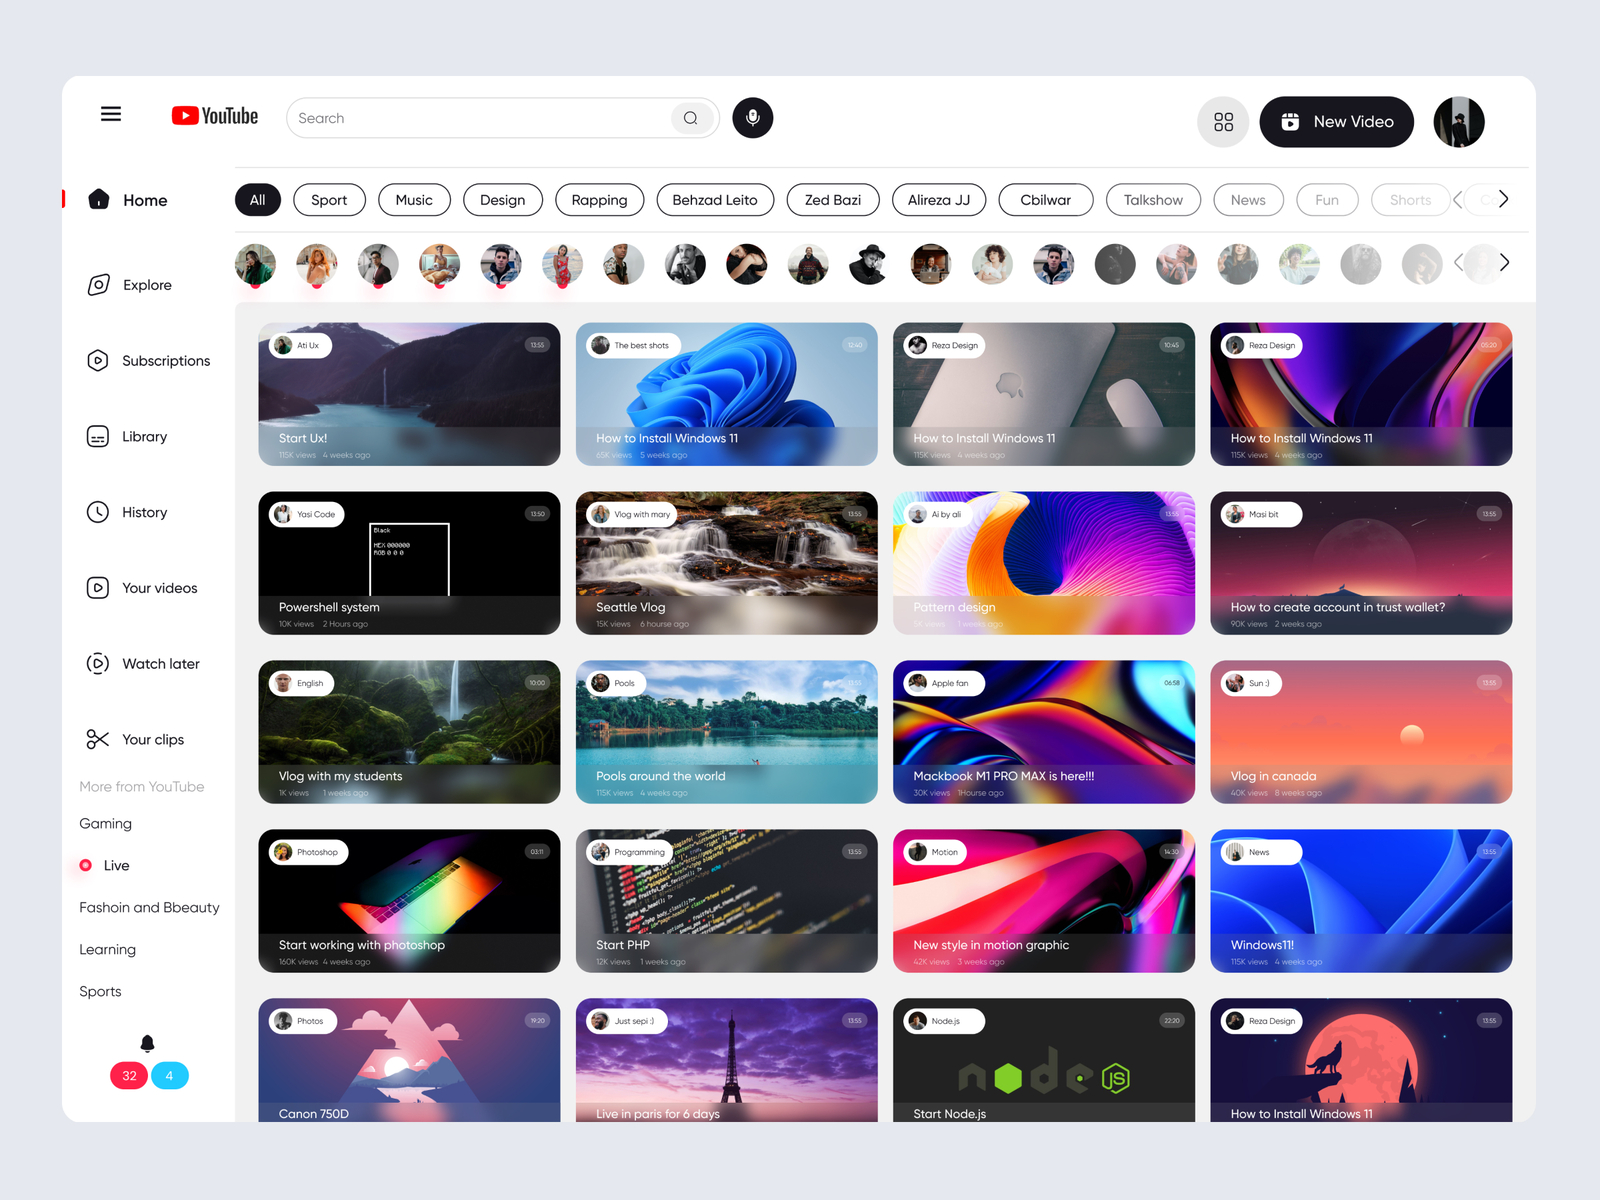 YouTube
Search
New Video
Home
Explore
Subscriptions
Library
History
Your videos
Watch later
Your clips
More from YouTube
Gaming
Live
Fashoin and Bbeauty
Learning
Sports
32 4
All Sport Music Design Rapping Behzad Leito Zed Bazi Alireza JJ Cbilwar Talkshow News Fun Shorts
Ati Ux 13:55
Start Ux!
115K views 4 weeks ago
The best shots 12:40
How to Install Windows 11
65K views 5 weeks ago
Reza Design 10:45
How to Install Windows 11
115K views 4 weeks ago
Reza Design 05:20
How to Install Windows 11
115K views 4 weeks ago
Yasi Code 13:50
Black
HEX 000000
RGB 0 0 0
Powershell system
10K views 2 Hours ago
Vlog with mary 13:55
Seattle Vlog
15K views 6 hourse ago
Ai by ali 13:55
Pattern design
5K views 1 weeks ago
Masi bit 13:55
How to create account in trust wallet?
90K views 2 weeks ago
English 10:00
Vlog with my students
1K views 1 weeks ago
Pools 13:55
Pools around the world
115K views 4 weeks ago
Apple fan 06:58
Mackbook M1 PRO MAX is here!!!
30K views 1Hourse ago
Sun :) 13:55
Vlog in canada
40K views 8 weeks ago
Photoshop 03:11
Start working with photoshop
160K views 4 weeks ago
Programming 13:55
Start PHP
12K views 1 weeks ago
Motion 14:30
New style in motion graphic
42K views 3 weeks ago
News 13:55
Windows11!
115K views 4 weeks ago
Photos 19:20
Canon 750D
Just sepi :) 13:55
Live in paris for 6 days
Node.js 22:20
node JS
Start Node.js
Reza Design 13:55
How to Install Windows 11